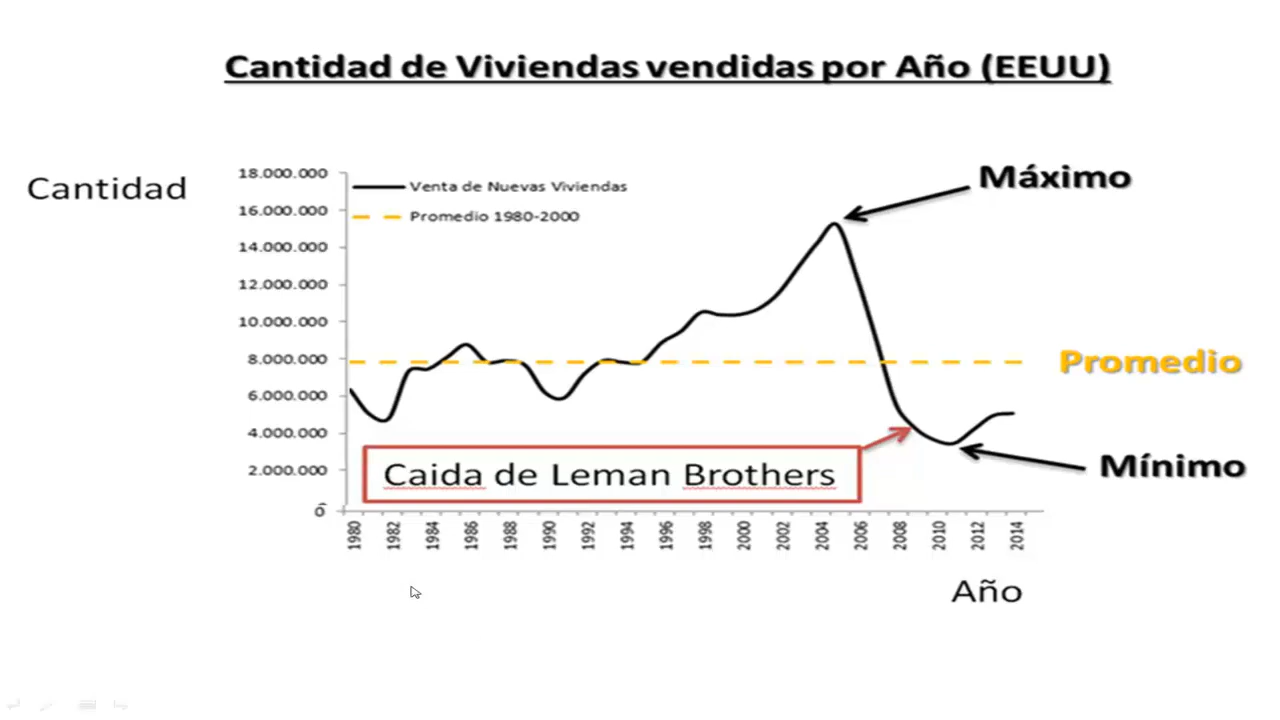 Cantidad de Viviendas vendidas por Año (EEUU)
Cantidad
18.000.000
16.000.000
14.000.000
12.000.000
10.000.000
8.000.000
6.000.000
4.000.000
2.000.000
0
Venta de Nuevas Viviendas
Promedio 1980-2000
Máximo
Promedio
Mínimo
Caida de Leman Brothers
1980 1982 1984 1986 1988 1990 1992 1994 1996 1998 2000 2002 2004 2006 2008 2010 2012 2014
Año